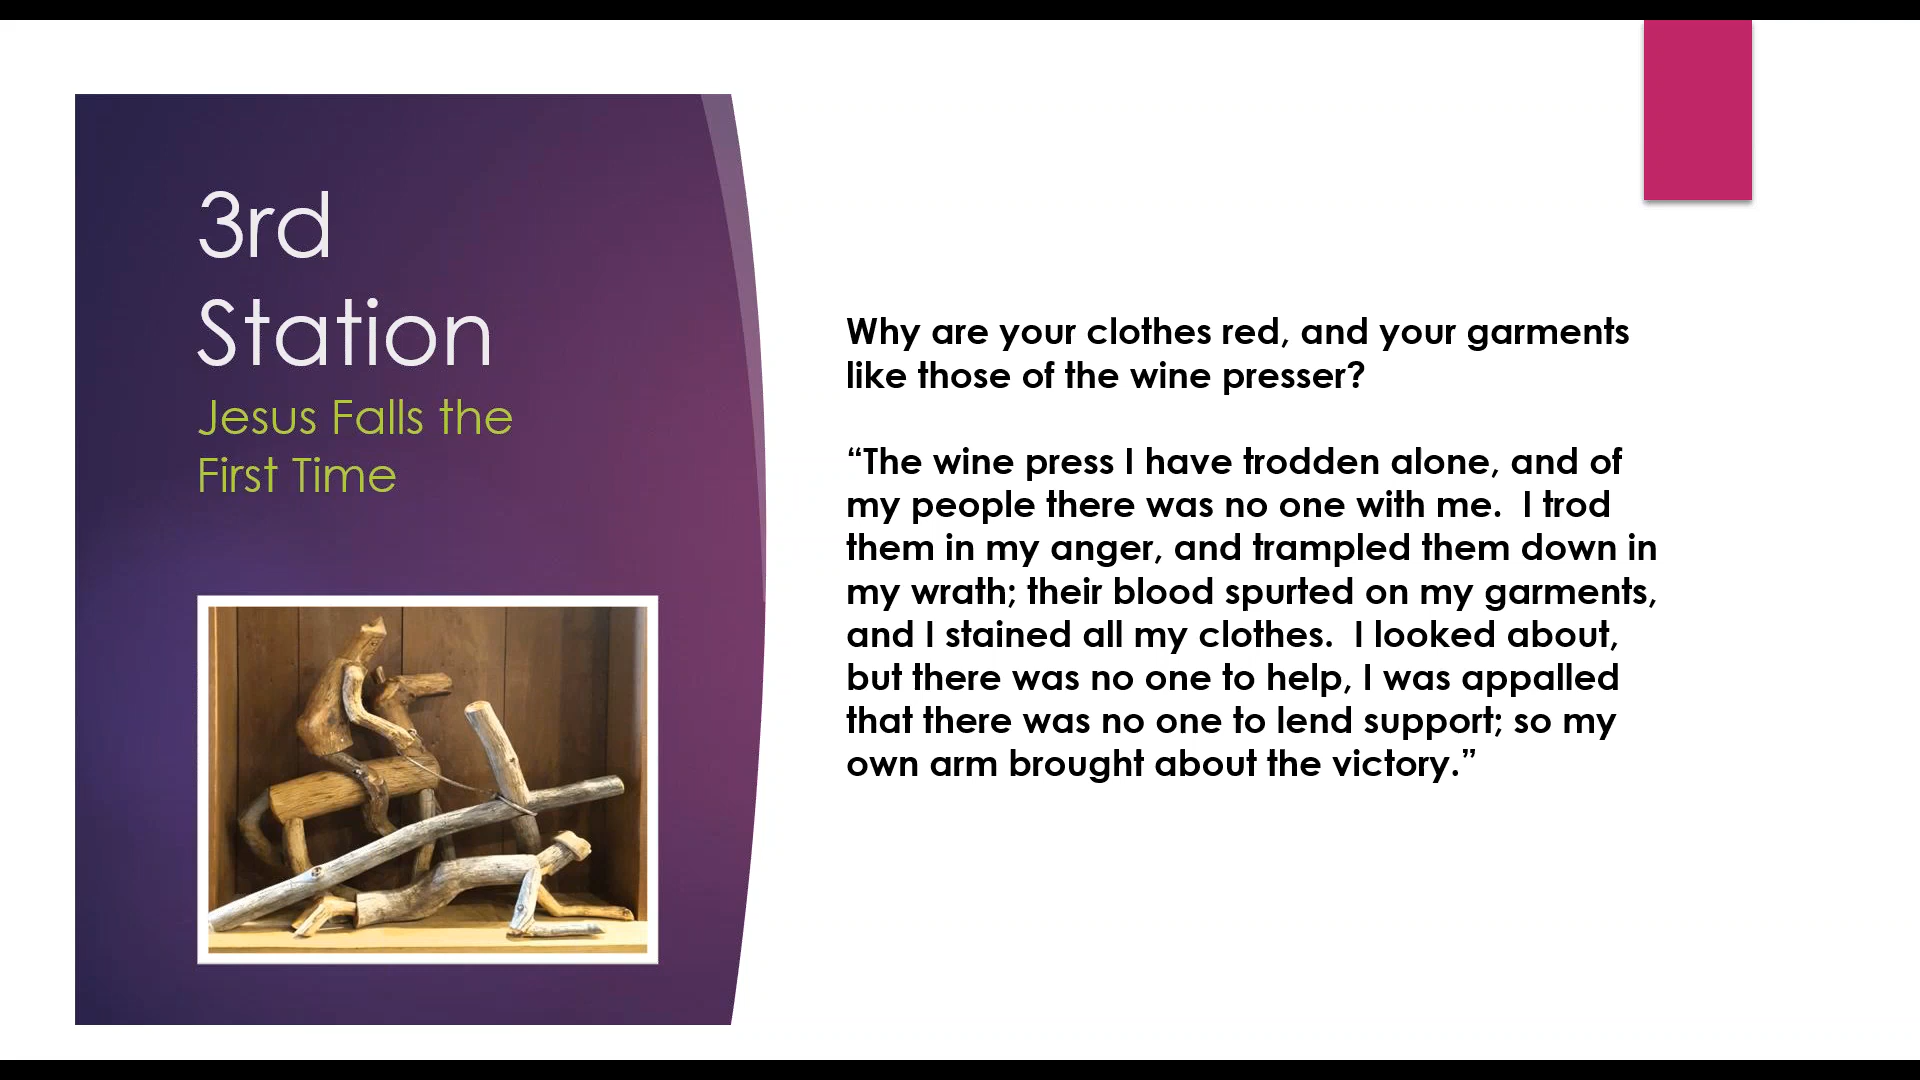 3rd
Station
Jesus Falls the
First Time
Why are your clothes red, and your garments
like those of the wine presser?
“The wine press I have trodden alone, and of
my people there was no one with me.  I trod
them in my anger, and trampled them down in
my wrath; their blood spurted on my garments,
and I stained all my clothes.  I looked about,
but there was no one to help, I was appalled
that there was no one to lend support; so my
own arm brought about the victory.”